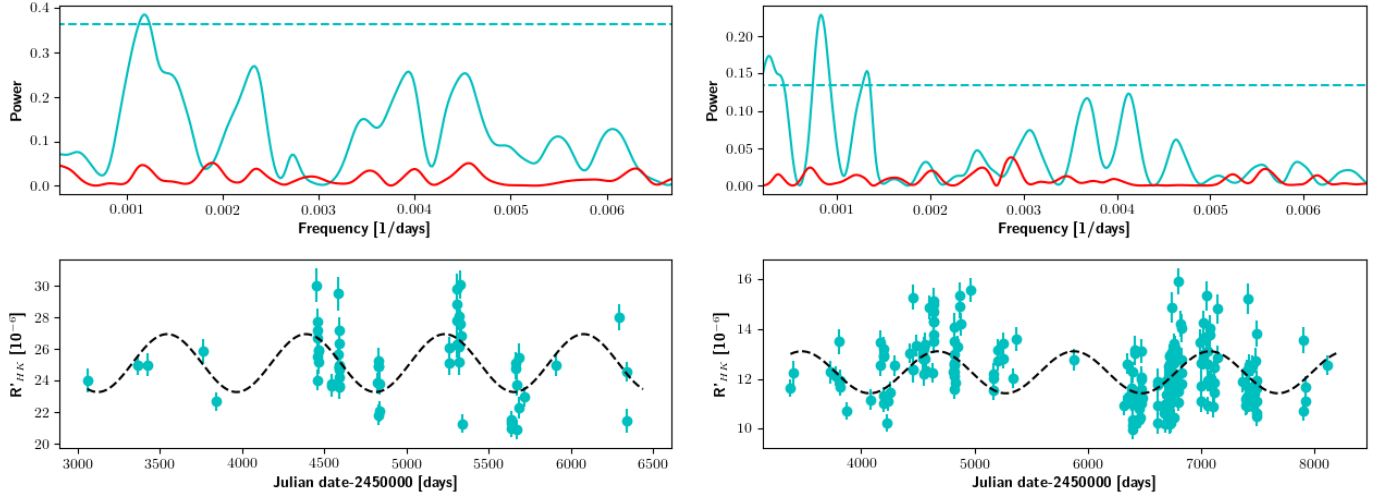 0.4
0.3
0.2
0.1
0.0
Power
0.001 0.002 0.003 0.004 0.005 0.006
Frequency [1/days]
0.20
0.15
0.10
0.05
0.00
Power
0.001 0.002 0.003 0.004 0.005 0.006
Frequency [1/days]
30
28
26
24
22
20
R'HK [10⁻⁶]
3000 3500 4000 4500 5000 5500 6000 6500
Julian date-2450000 [days]
16
14
12
10
R'HK [10⁻⁶]
4000 5000 6000 7000 8000
Julian date-2450000 [days]